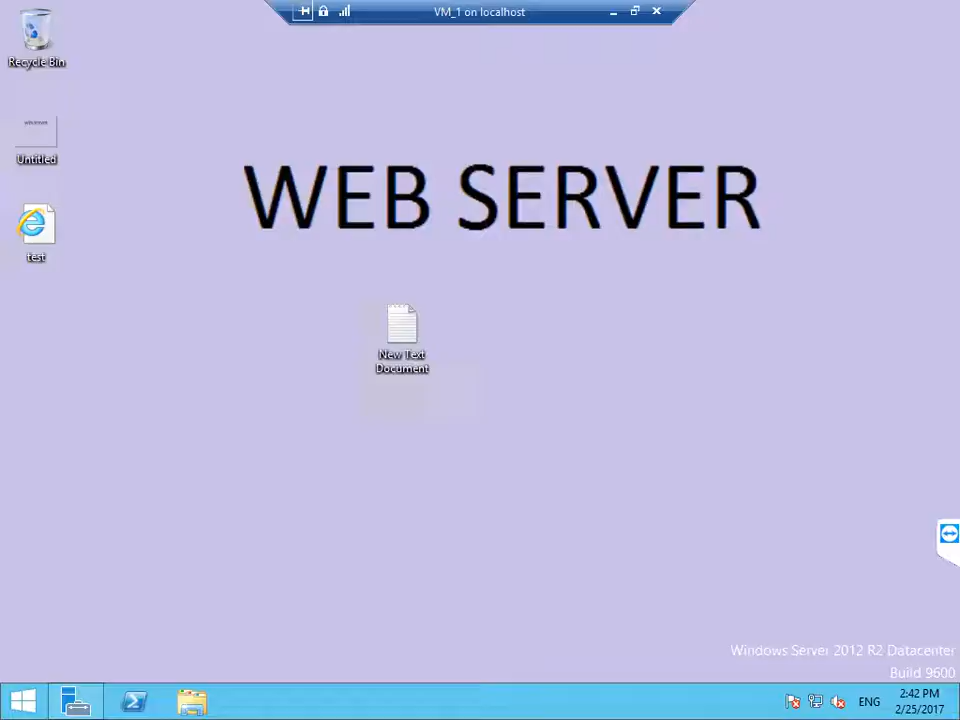 VM_1 on localhost
Recycle Bin
Untitled
WEB SERVER
test
New Text
Document
Windows Server 2012 R2 Datacenter
Build 9600
ENG
2:42 PM
2/25/2017